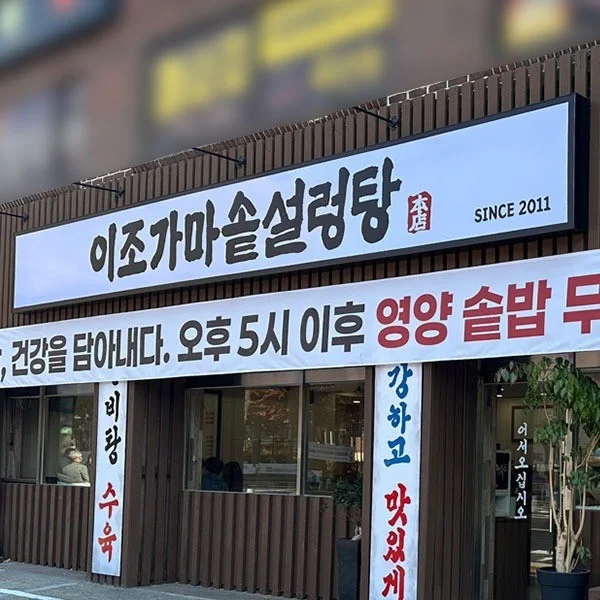 이조가마솥설렁탕 本店 SINCE 2011
건강을 담아내다. 오후 5시 이후 영양 솥밥 무
비탕 수육
강하고 맛있게
어서오십시오